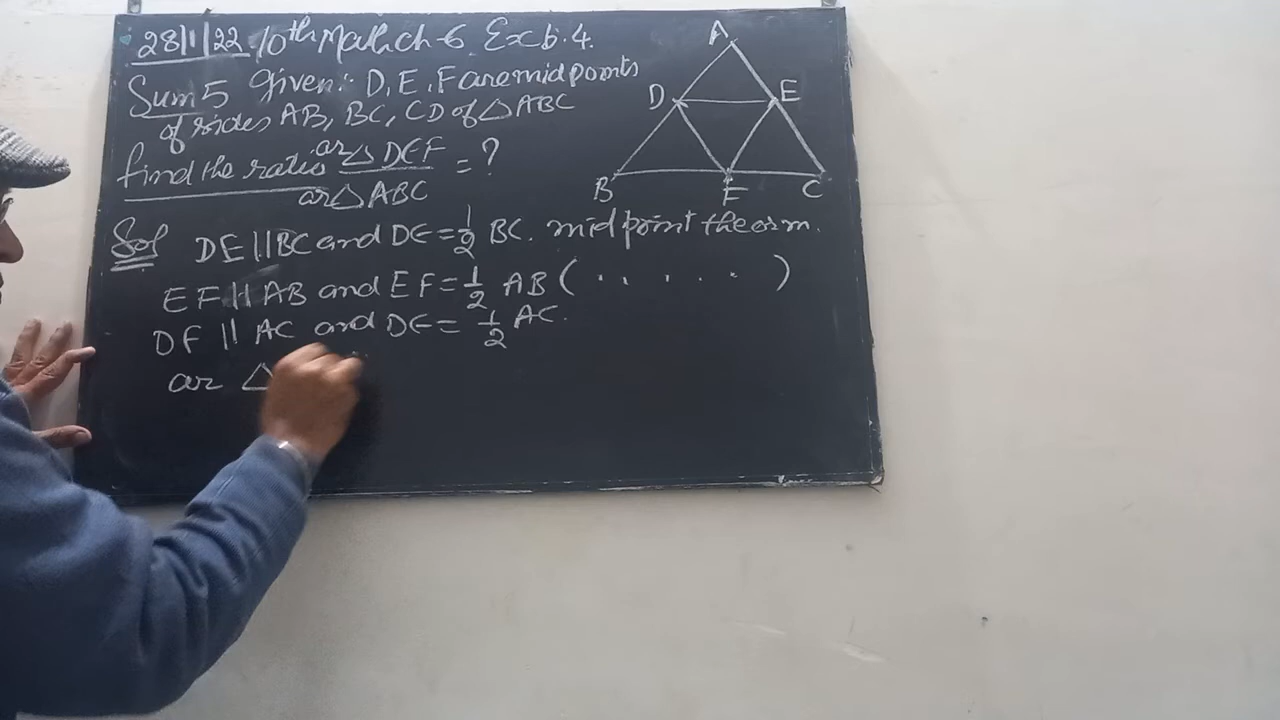 28/1/22 10th Math ch-6 Ex 6.4.
Sum 5 Given:- D, E, F are mid points
of sides AB, BC, CD of △ABC
find the ratio ar△DEF / ar△ABC = ?
A
D E
B F C
Sol DE || BC and DE = 1/2 BC. mid point theorm.
EF || AB and EF = 1/2 AB ( . . . . . )
DF || AC and DE = 1/2 AC.
ar △